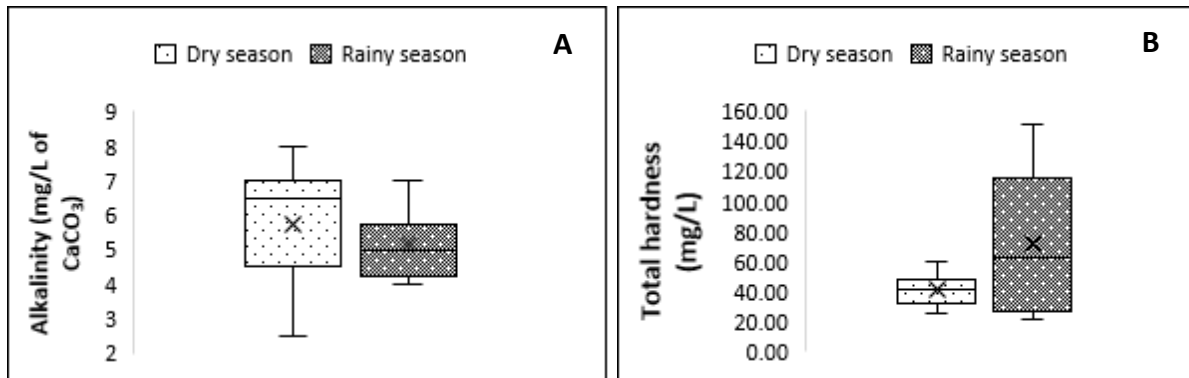 Dry season Rainy season A
Alkalinity (mg/L of
CaCO₃)
9
8
7
6
5
4
3
2
Dry season Rainy season B
Total hardness
(mg/L)
160.00
140.00
120.00
100.00
80.00
60.00
40.00
20.00
0.00